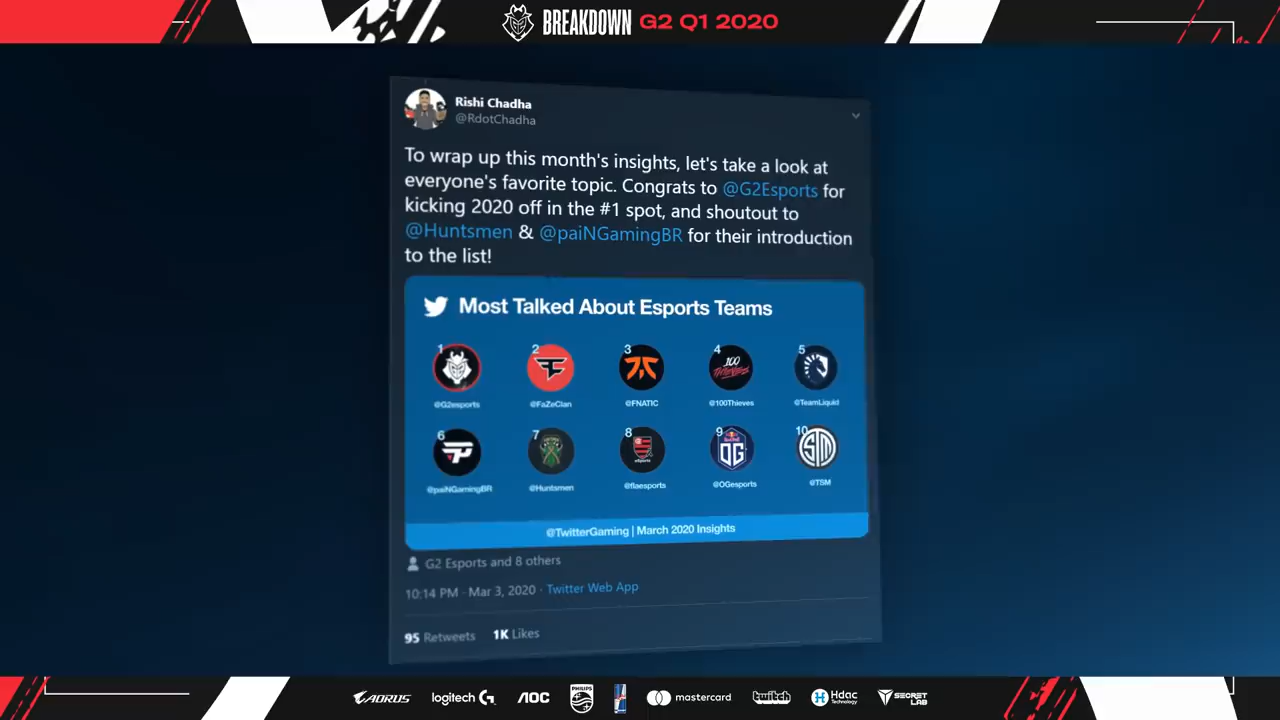 BREAKDOWN G2 Q1 2020
Rishi Chadha
@RdotChadha
To wrap up this month's insights, let's take a look at
everyone's favorite topic. Congrats to @G2Esports for
kicking 2020 off in the #1 spot, and shoutout to
@Huntsmen & @paiNGamingBR for their introduction
to the list!
Most Talked About Esports Teams
1 2 3 4 100 THIEVES 5
@G2esports @FaZeClan @FNATIC @100Thieves @TeamLiquid
6 7 8 9 OG 10 TSM
@paiNGamingBR @Huntsmen @flaesports @OGesports @TSM
@TwitterGaming | March 2020 Insights
G2 Esports and 8 others
10:14 PM · Mar 3, 2020 · Twitter Web App
95 Retweets 1K Likes
AORUS logitech G AOC PHILIPS mastercard twitch Hdac Technology SECRET LAB